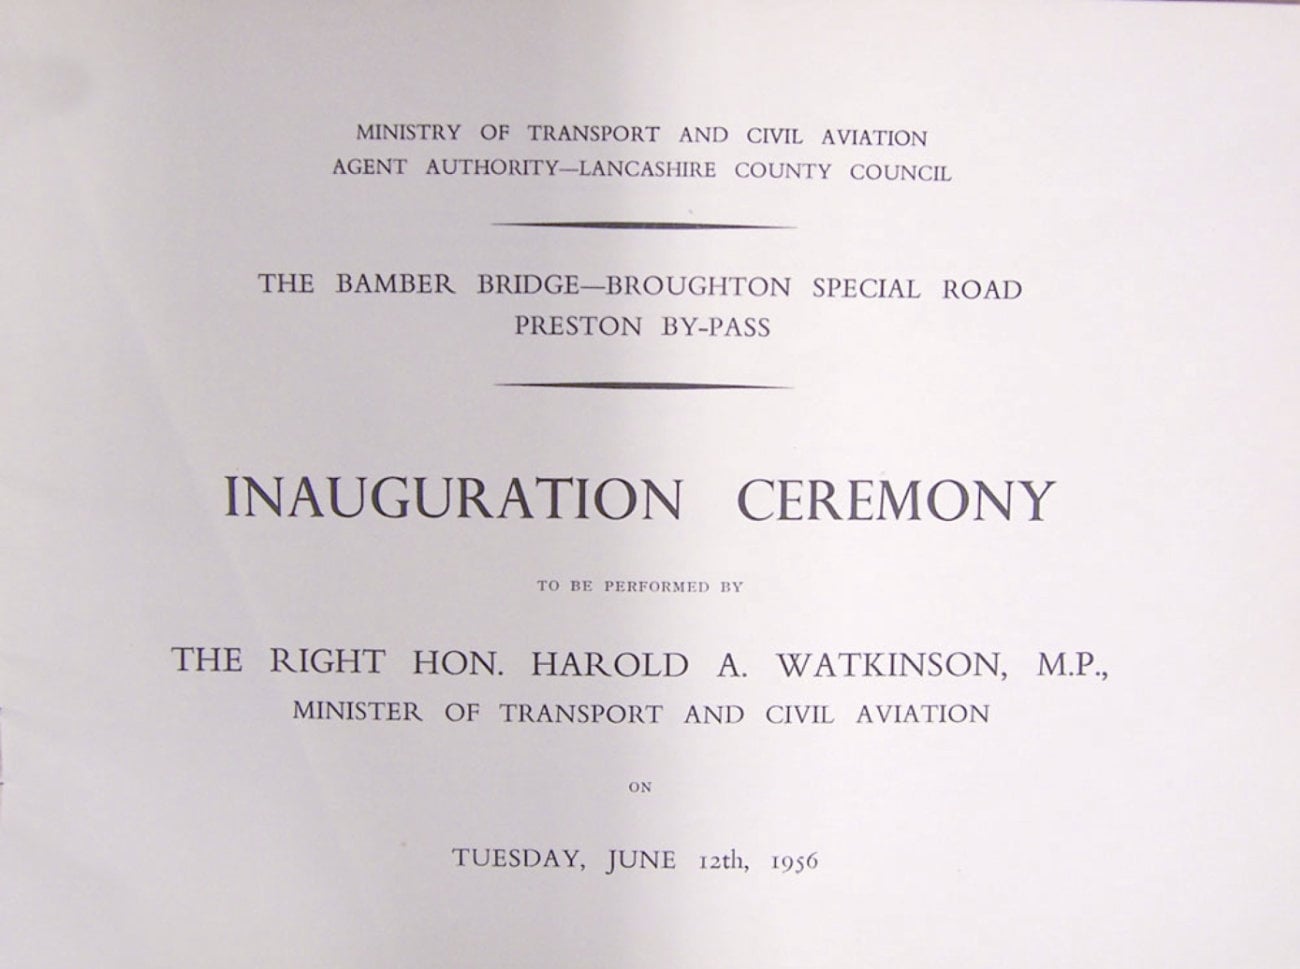 MINISTRY OF TRANSPORT AND CIVIL AVIATION
AGENT AUTHORITY—LANCASHIRE COUNTY COUNCIL
THE BAMBER BRIDGE—BROUGHTON SPECIAL ROAD
PRESTON BY-PASS
INAUGURATION CEREMONY
TO BE PERFORMED BY
THE RIGHT HON. HAROLD A. WATKINSON, M.P.,
MINISTER OF TRANSPORT AND CIVIL AVIATION
ON
TUESDAY, JUNE 12th, 1956